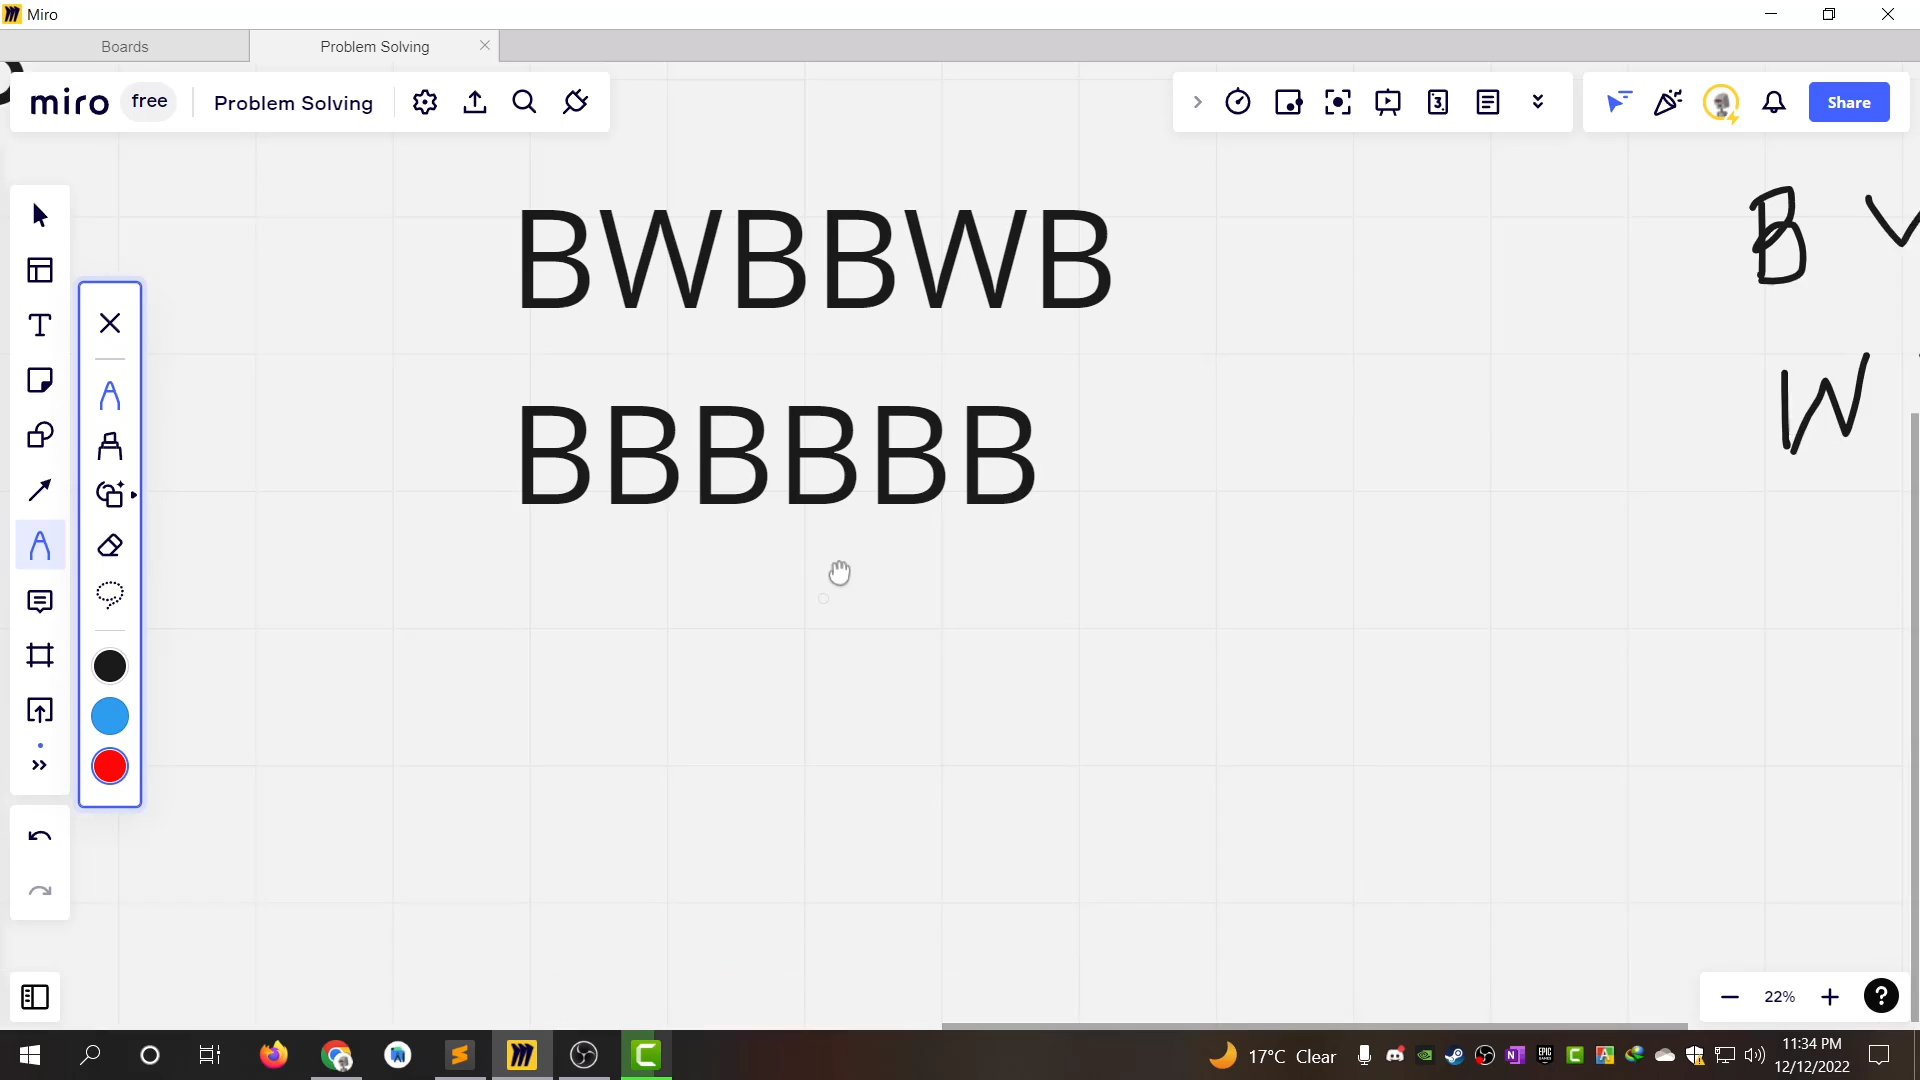 Miro
Boards
Problem Solving
miro
free
Problem Solving
3
Share
BWBBWB
B
BBBBBB
W
22%
?
17°C Clear
11:34 PM
12/12/2022